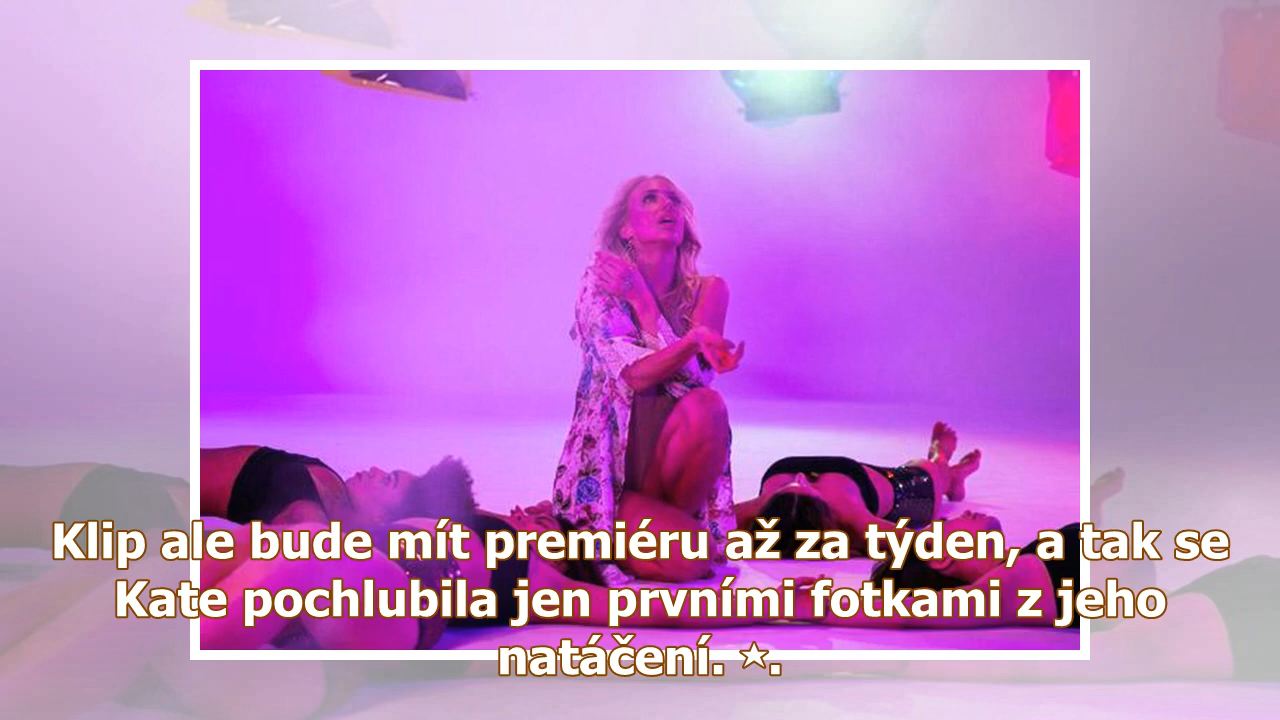 Klip ale bude mít premiéru až za týden, a tak se
Kate pochlubila jen prvními fotkami z jeho
natáčení. ★.